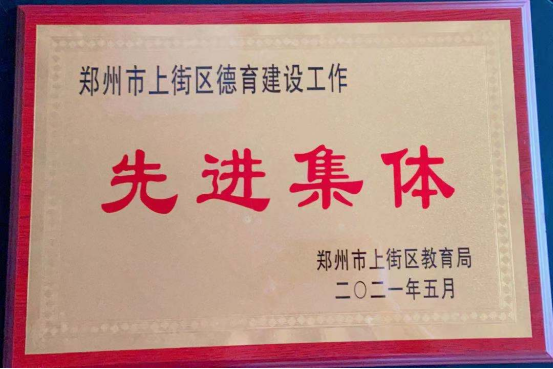 郑州市上街区德育建设工作
先进集体
郑州市上街区教育局
二〇二一年五月